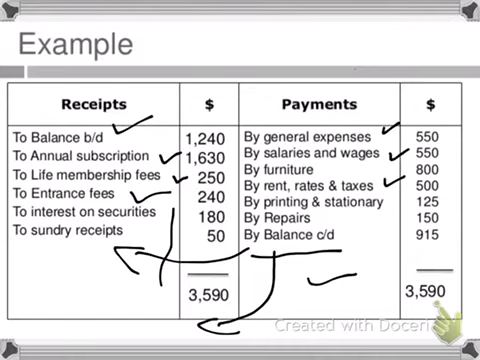 Example
Receipts $ Payments $
To Balance b/d 1,240 By general expenses 550
To Annual subscription 1,630 By salaries and wages 550
To Life membership fees 250 By furniture 800
To Entrance fees 240 By rent, rates & taxes 500
To interest on securities 180 By printing & stationary 125
To sundry receipts 50 By Repairs 150
By Balance c/d 915
3,590 3,590
Created with Doceri